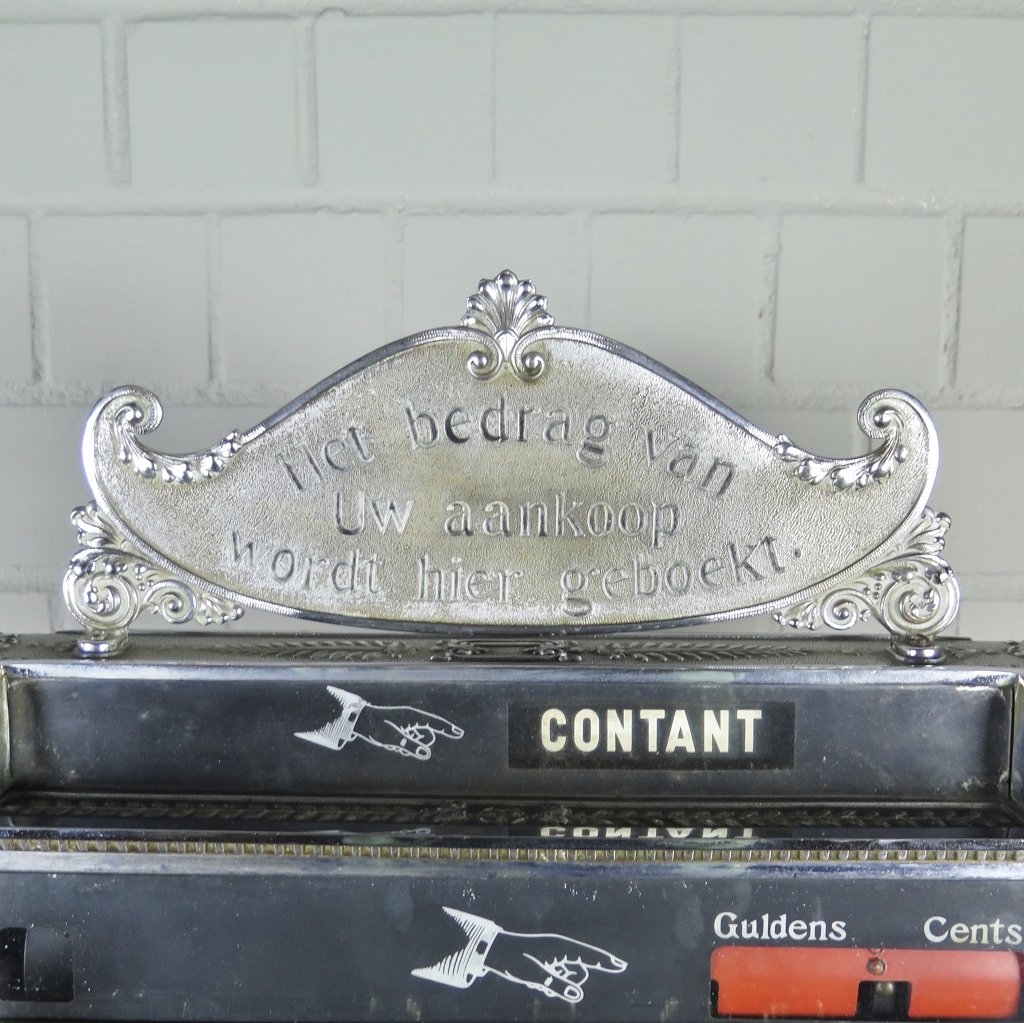 Het bedrag van
Uw aankoop
wordt hier geboekt.
CONTANT
Guldens Cents